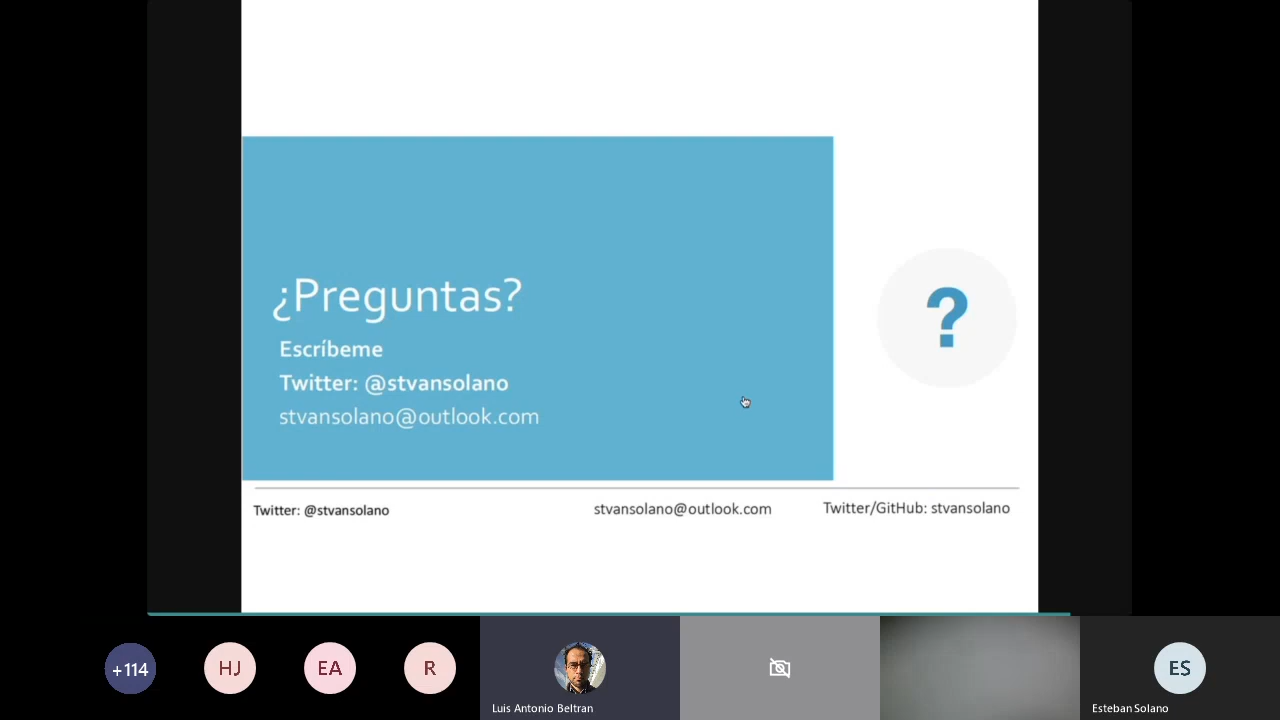 ¿Preguntas?
?
Escríbeme
Twitter: @stvansolano
stvansolano@outlook.com
Twitter: @stvansolano
stvansolano@outlook.com
Twitter/GitHub: stvansolano
+114
HJ
EA
R
ES
Luis Antonio Beltran
Esteban Solano